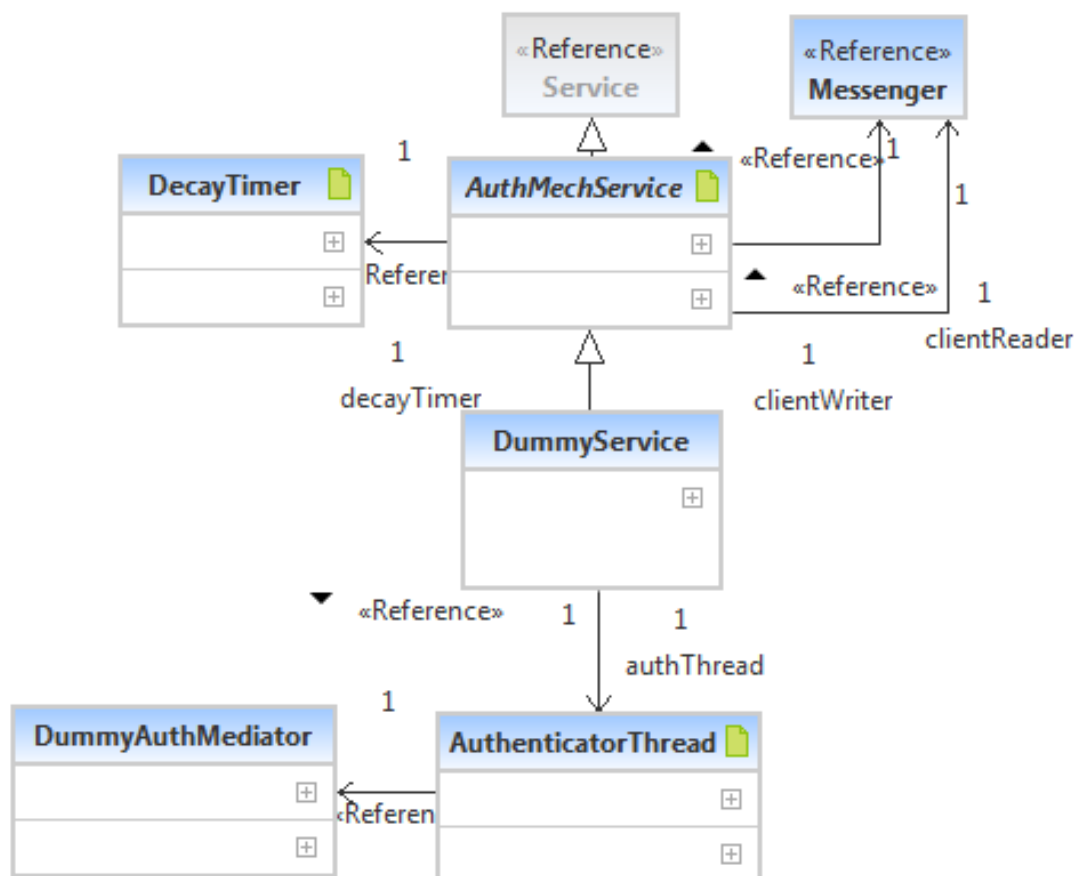 «Reference»
Service
«Reference»
Messenger
1
«Reference»
1
DecayTimer
AuthMechService
1
Referer
«Reference»
1
clientReader
1
decayTimer
1
clientWriter
DummyService
«Reference»
1
1
authThread
1
DummyAuthMediator
AuthenticatorThread
«Referen